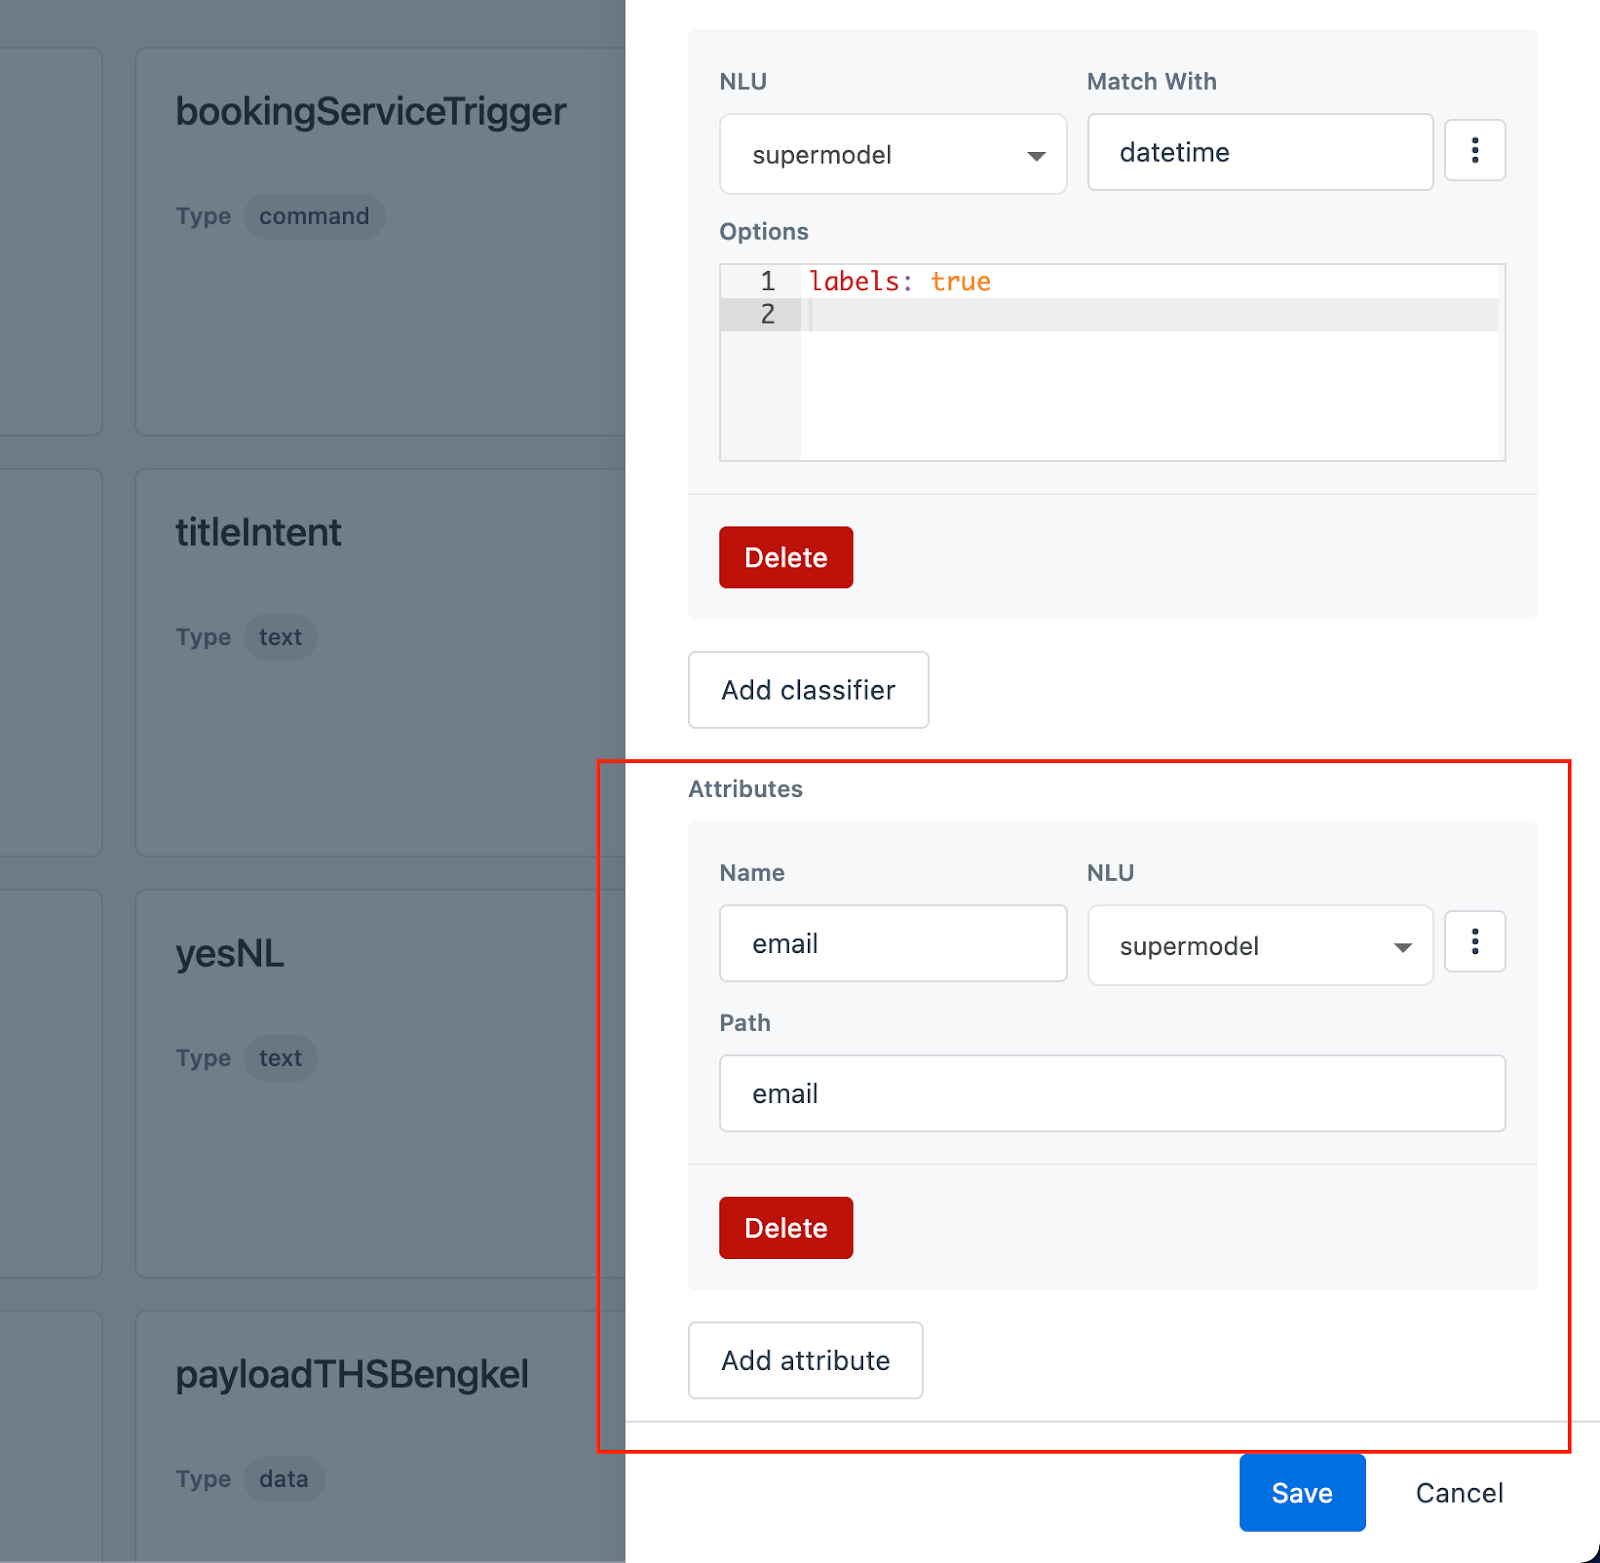 bookingServiceTrigger
Type command
titleIntent
Type text
yesNL
Type text
payloadTHSBengkel
Type data
NLU
Match With
supermodel
datetime
Options
1 labels: true
2
Delete
Add classifier
Attributes
Name
NLU
email
supermodel
Path
email
Delete
Add attribute
Save
Cancel